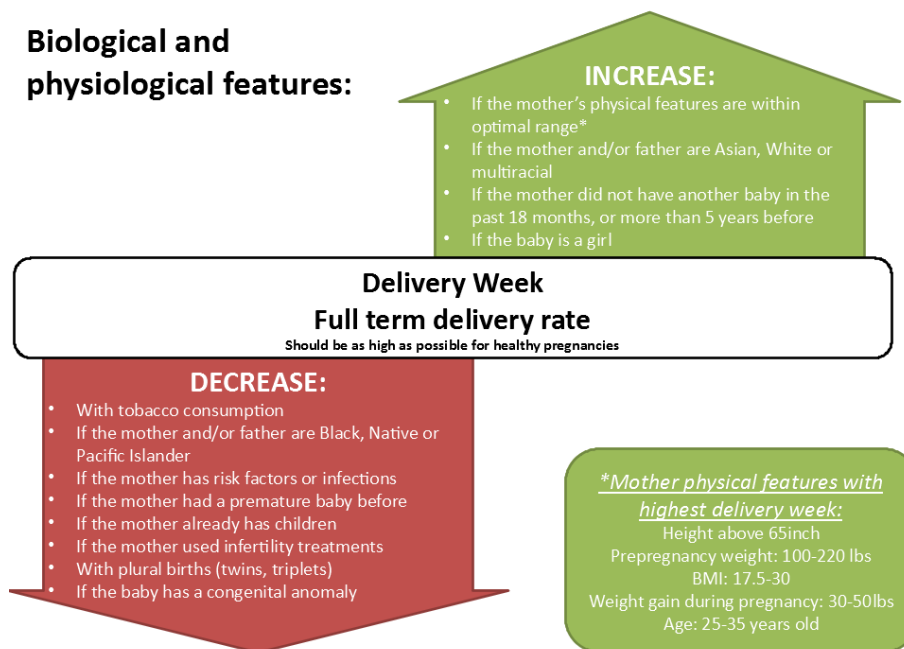 Biological and
physiological features:
INCREASE:
• If the mother's physical features are within
optimal range*
• If the mother and/or father are Asian, White or
multiracial
• If the mother did not have another baby in the
past 18 months, or more than 5 years before
• If the baby is a girl
Delivery Week
Full term delivery rate
Should be as high as possible for healthy pregnancies
DECREASE:
• With tobacco consumption
• If the mother and/or father are Black, Native or
Pacific Islander
• If the mother has risk factors or infections
• If the mother had a premature baby before
• If the mother already has children
• If the mother used infertility treatments
• With plural births (twins, triplets)
• If the baby has a congenital anomaly
*Mother physical features with
highest delivery week:
Height above 65inch
Prepregnancy weight: 100-220 lbs
BMI: 17.5-30
Weight gain during pregnancy: 30-50lbs
Age: 25-35 years old